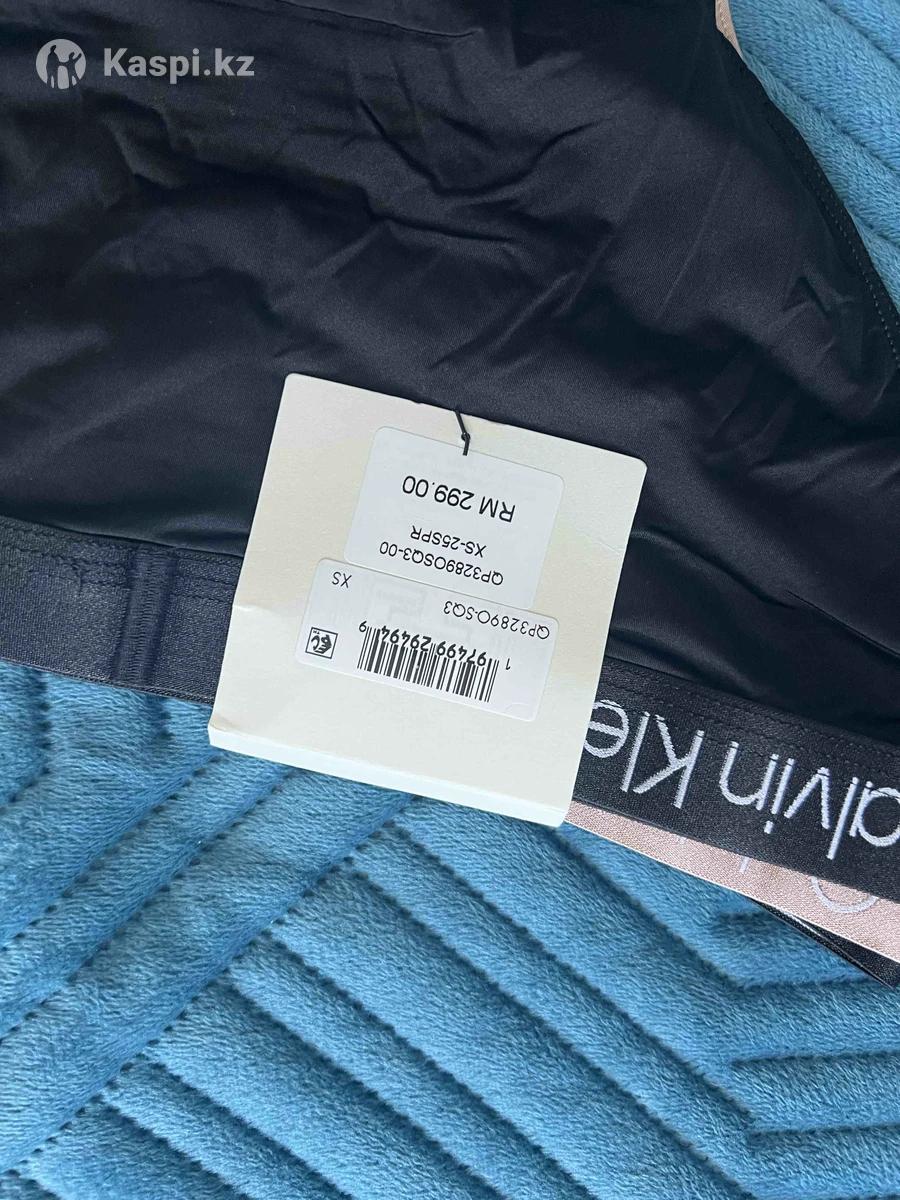 Kaspi.kz
RM 299.00
XS-25SPR
QP3289OSQ3-00
XS
QP3289O-SQ3
1 97499 29494 9
alvin Kle